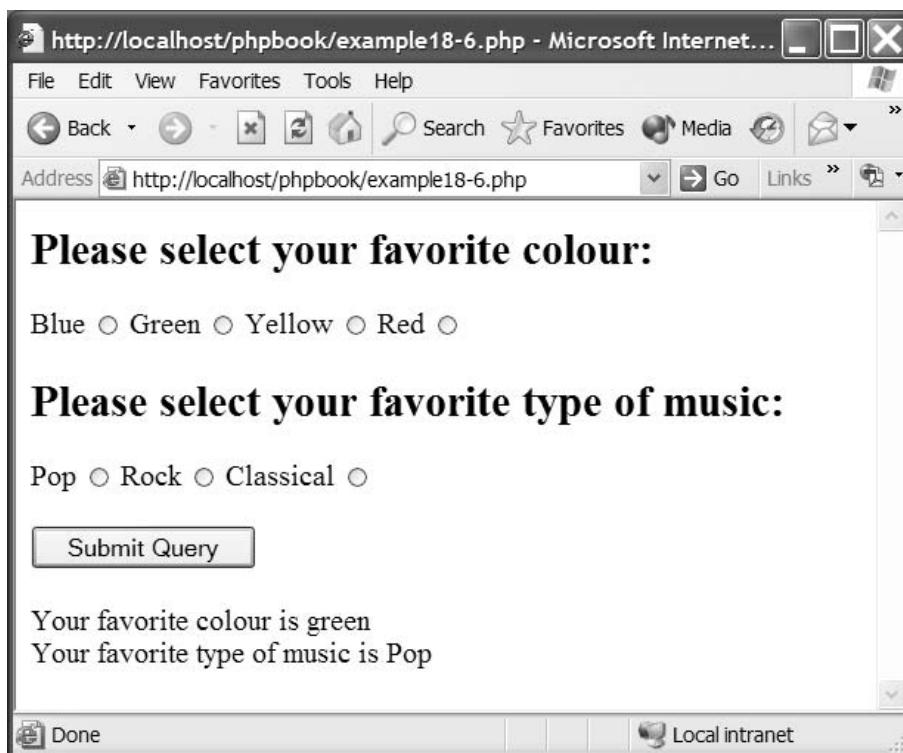 http://localhost/phpbook/example18-6.php - Microsoft Internet...
File Edit View Favorites Tools Help
Back Search Favorites Media »
Address http://localhost/phpbook/example18-6.php Go Links »
Please select your favorite colour:
Blue Green Yellow Red
Please select your favorite type of music:
Pop Rock Classical
Submit Query
Your favorite colour is green
Your favorite type of music is Pop
Done Local intranet